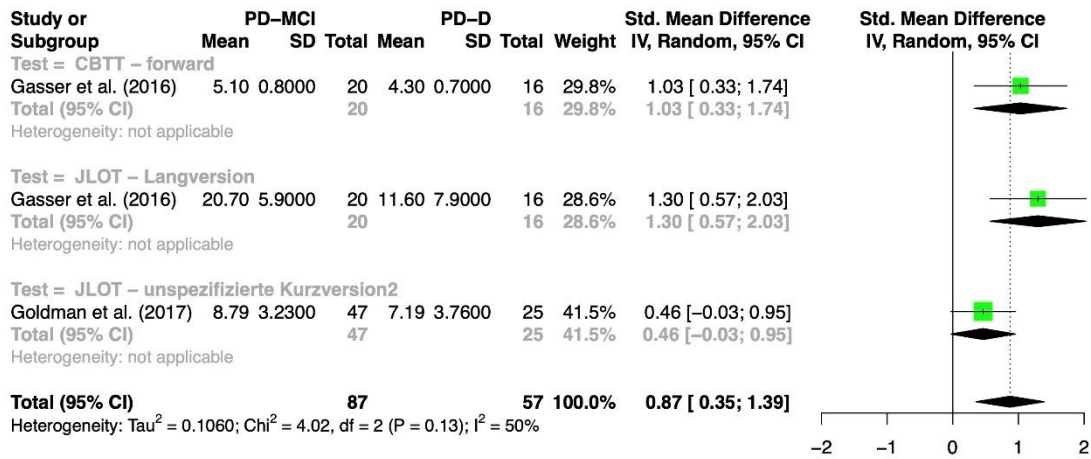 Study or PD−MCI PD−D Std. Mean Difference Std. Mean Difference
Subgroup Mean SD Total Mean SD Total Weight IV, Random, 95% CI IV, Random, 95% CI
Test = CBTT − forward
Gasser et al. (2016) 5.10 0.8000 20 4.30 0.7000 16 29.8% 1.03 [ 0.33; 1.74]
Total (95% CI) 20 16 29.8% 1.03 [ 0.33; 1.74]
Heterogeneity: not applicable
Test = JLOT − Langversion
Gasser et al. (2016) 20.70 5.9000 20 11.60 7.9000 16 28.6% 1.30 [ 0.57; 2.03]
Total (95% CI) 20 16 28.6% 1.30 [ 0.57; 2.03]
Heterogeneity: not applicable
Test = JLOT − unspezifizierte Kurzversion2
Goldman et al. (2017) 8.79 3.2300 47 7.19 3.7600 25 41.5% 0.46 [−0.03; 0.95]
Total (95% CI) 47 25 41.5% 0.46 [−0.03; 0.95]
Heterogeneity: not applicable
Total (95% CI) 87 57 100.0% 0.87 [ 0.35; 1.39]
Heterogeneity: Tau² = 0.1060; Chi² = 4.02, df = 2 (P = 0.13); I² = 50%
−2 −1 0 1 2